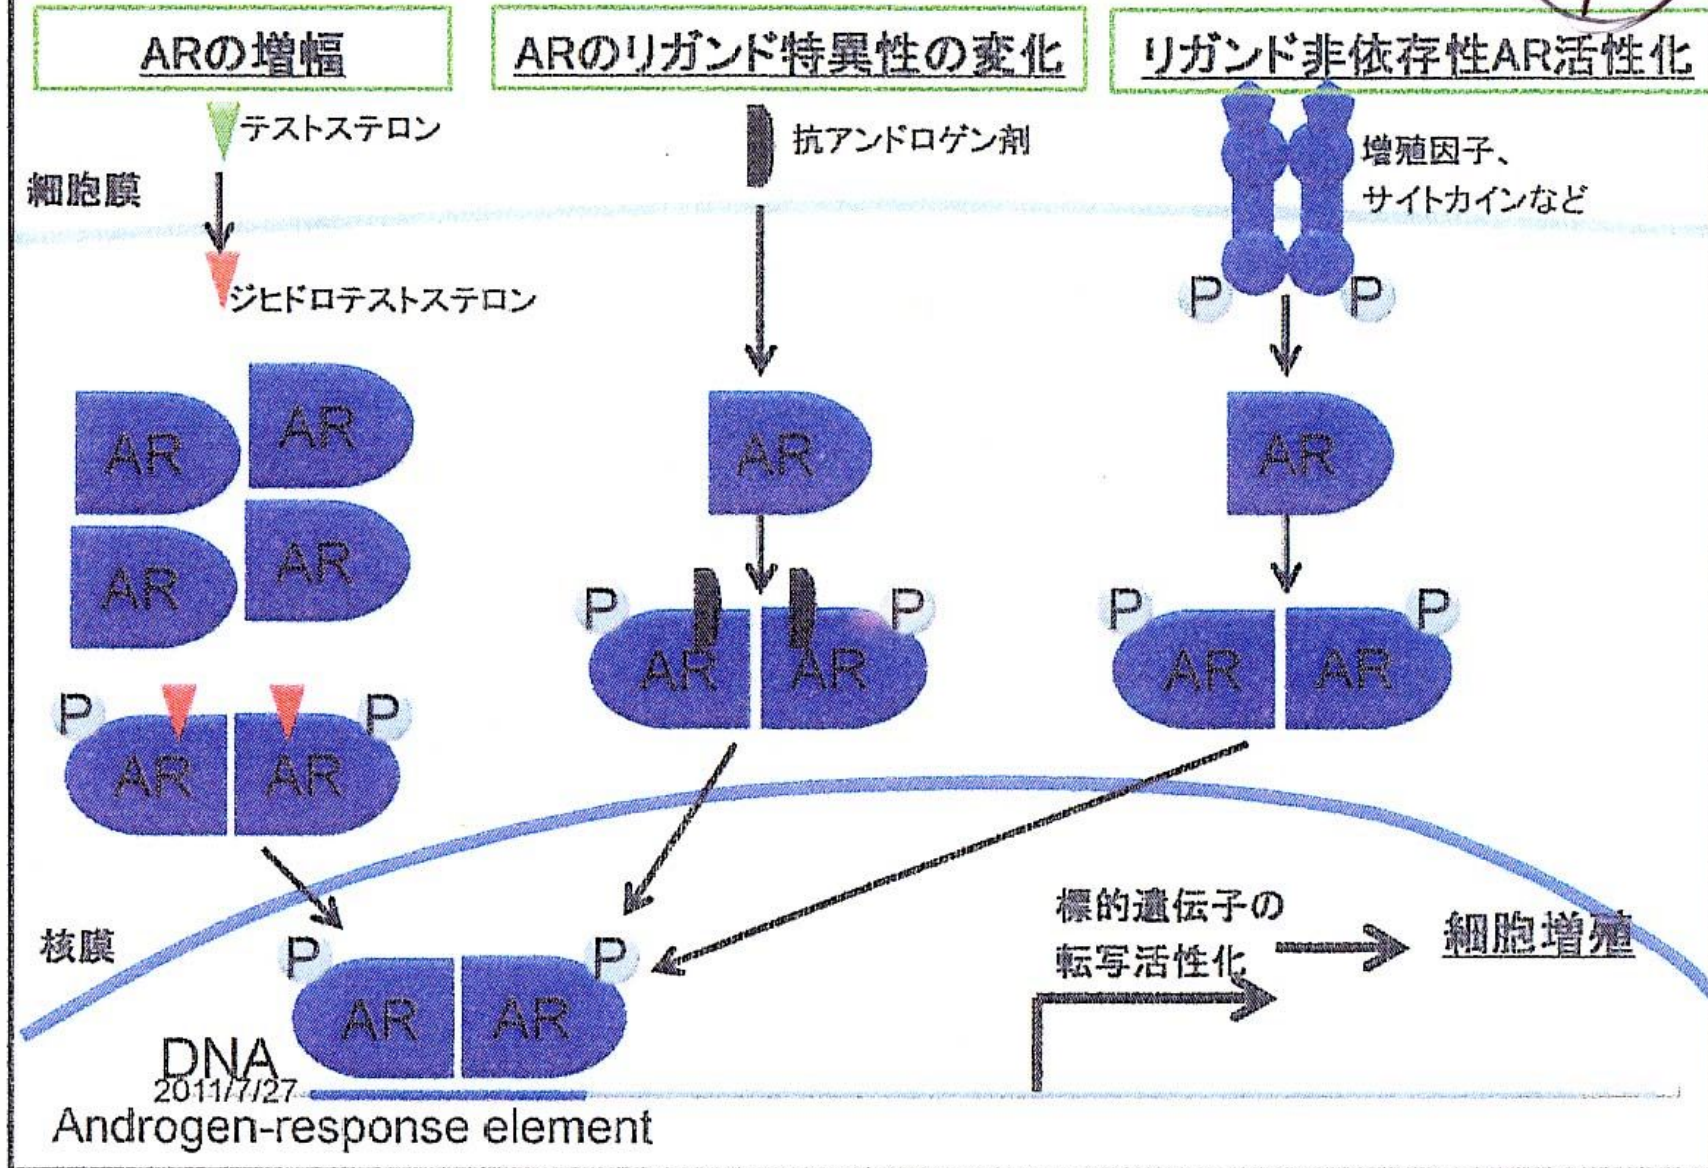 ARの増幅
ARのリガンド特異性の変化
リガンド非依存性AR活性化
テストステロン
抗アンドロゲン剤
増殖因子、
サイトカインなど
細胞膜
ジヒドロテストステロン
P
P
AR
AR
AR
AR
AR
AR
P
P
AR
AR
P
P
AR
AR
P
P
AR
AR
標的遺伝子の
転写活性化
細胞増殖
核膜
P
P
AR
AR
DNA
2011/7/27
Androgen-response element